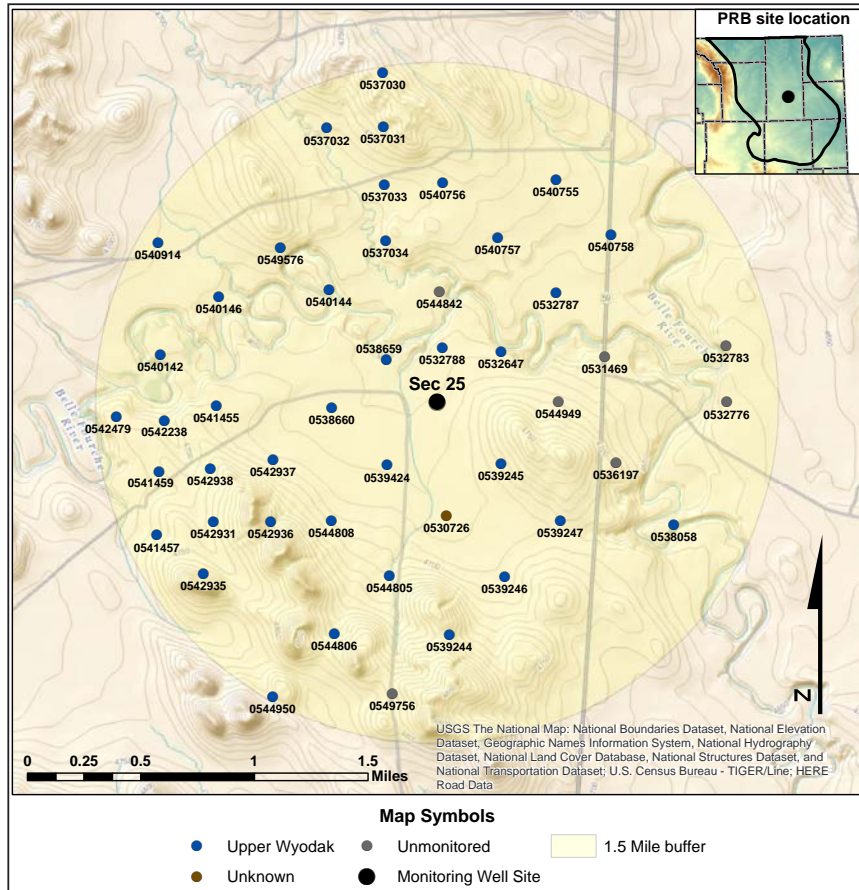 PRB site location
0537030
0537032
0537031
0537033
0540756
0540755
0540914
0549576
0537034
0540757
0540758
0540146
0540144
0544842
0532787
Belle Fourche
River
0540142
0538659
0532788
0532647
0531469
0532783
Sec 25
Belle Fourche
River
0542479
0542238
0541455
0538660
0544949
0532776
0541459
0542938
0542937
0539424
0539245
0536197
0541457
0542931
0542936
0544808
0530726
0539247
0538058
0542935
0544805
0539246
0544806
0539244
0544950
0549756
N
USGS The National Map: National Boundaries Dataset, National Elevation
Dataset, Geographic Names Information System, National Hydrography
Dataset, National Land Cover Database, National Structures Dataset, and
National Transportation Dataset; U.S. Census Bureau - TIGER/Line; HERE
Road Data
0 0.25 0.5 1 1.5
Miles
Map Symbols
Upper Wyodak
Unmonitored
1.5 Mile buffer
Unknown
Monitoring Well Site